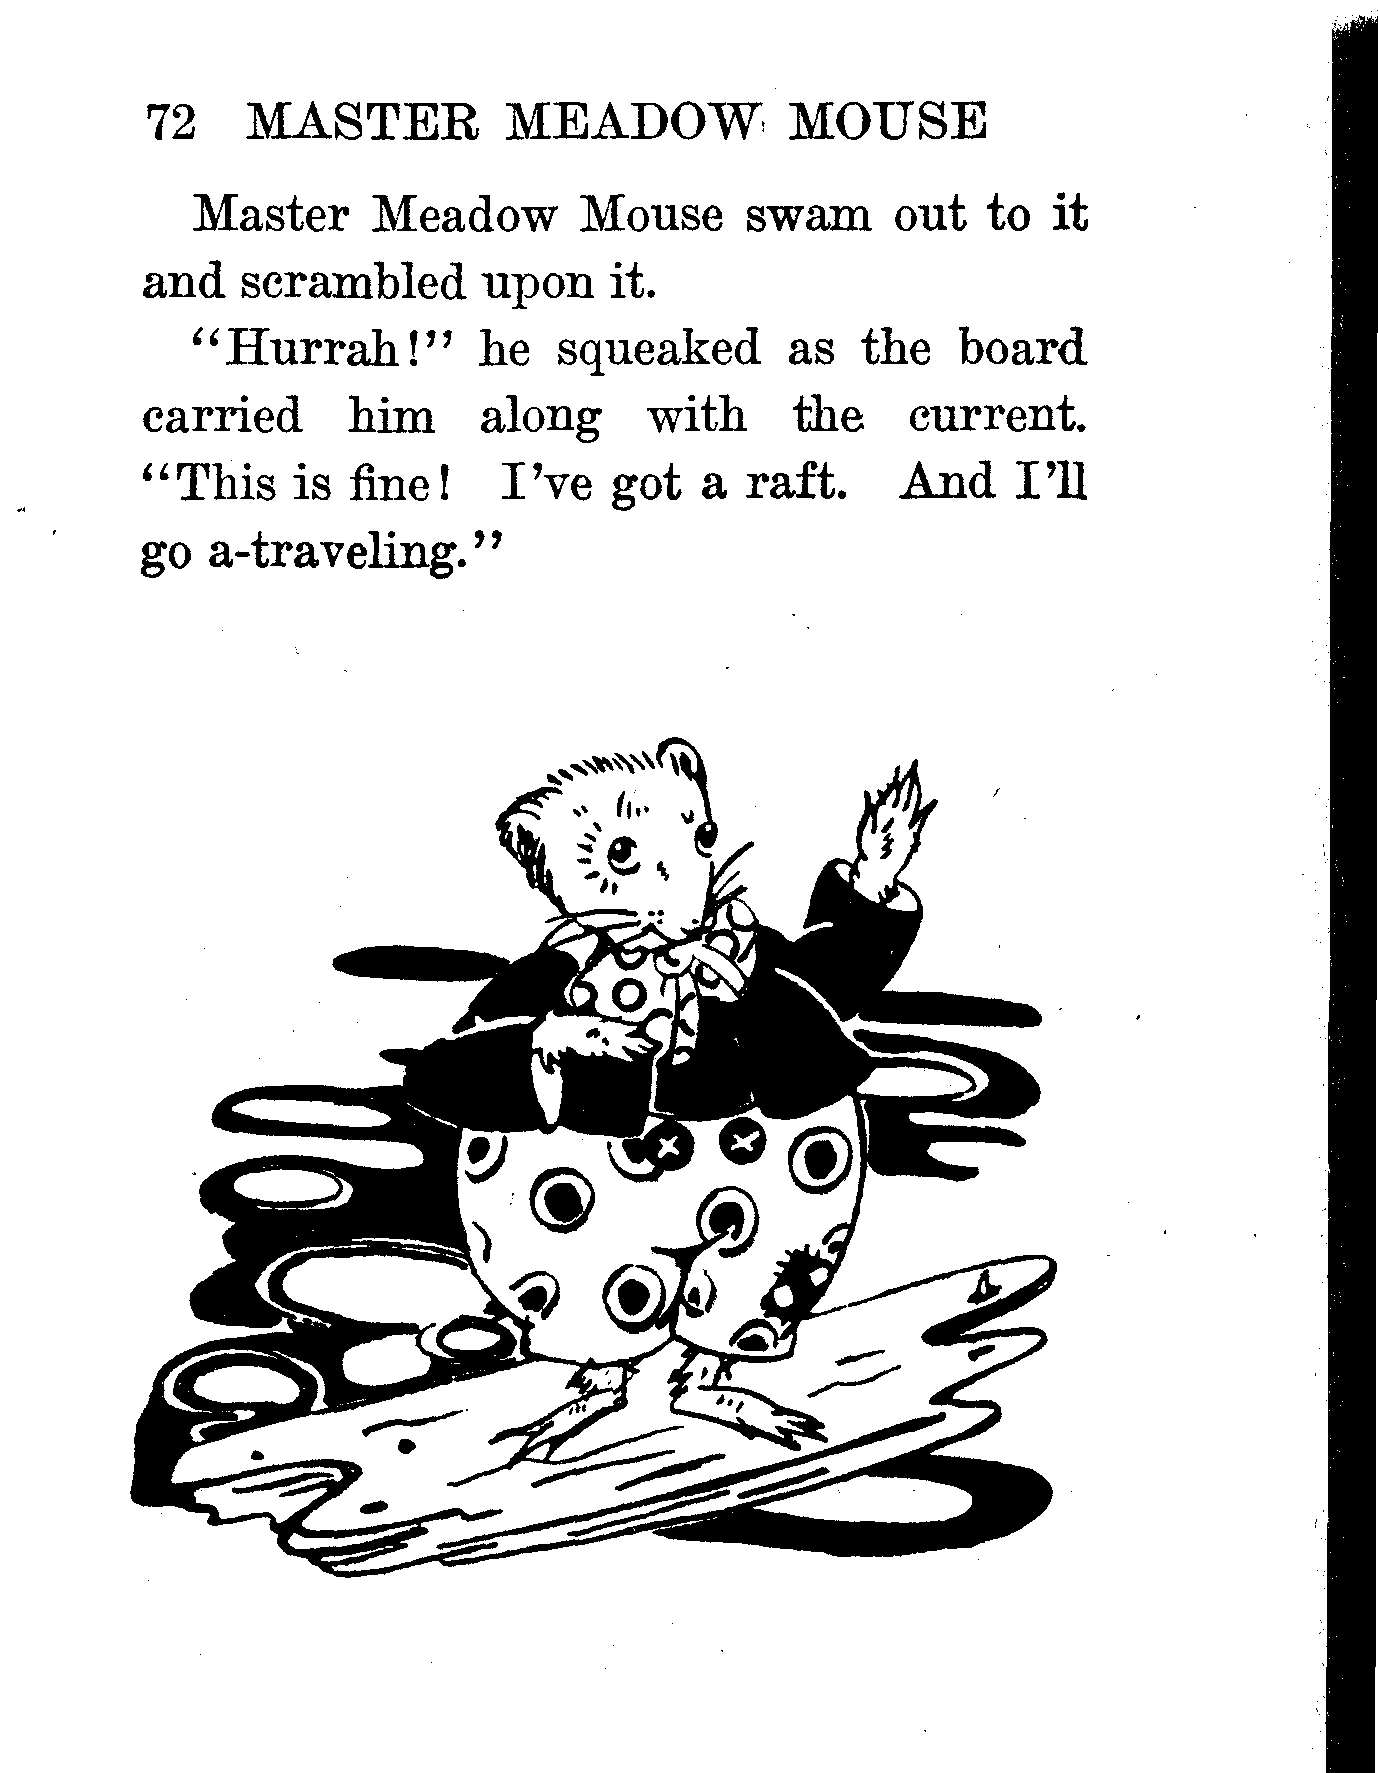 72 MASTER MEADOW MOUSE
Master Meadow Mouse swam out to it
and scrambled upon it.
“Hurrah!” he squeaked as the board
carried him along with the current.
“This is fine! I’ve got a raft. And I’ll
go a-traveling.”